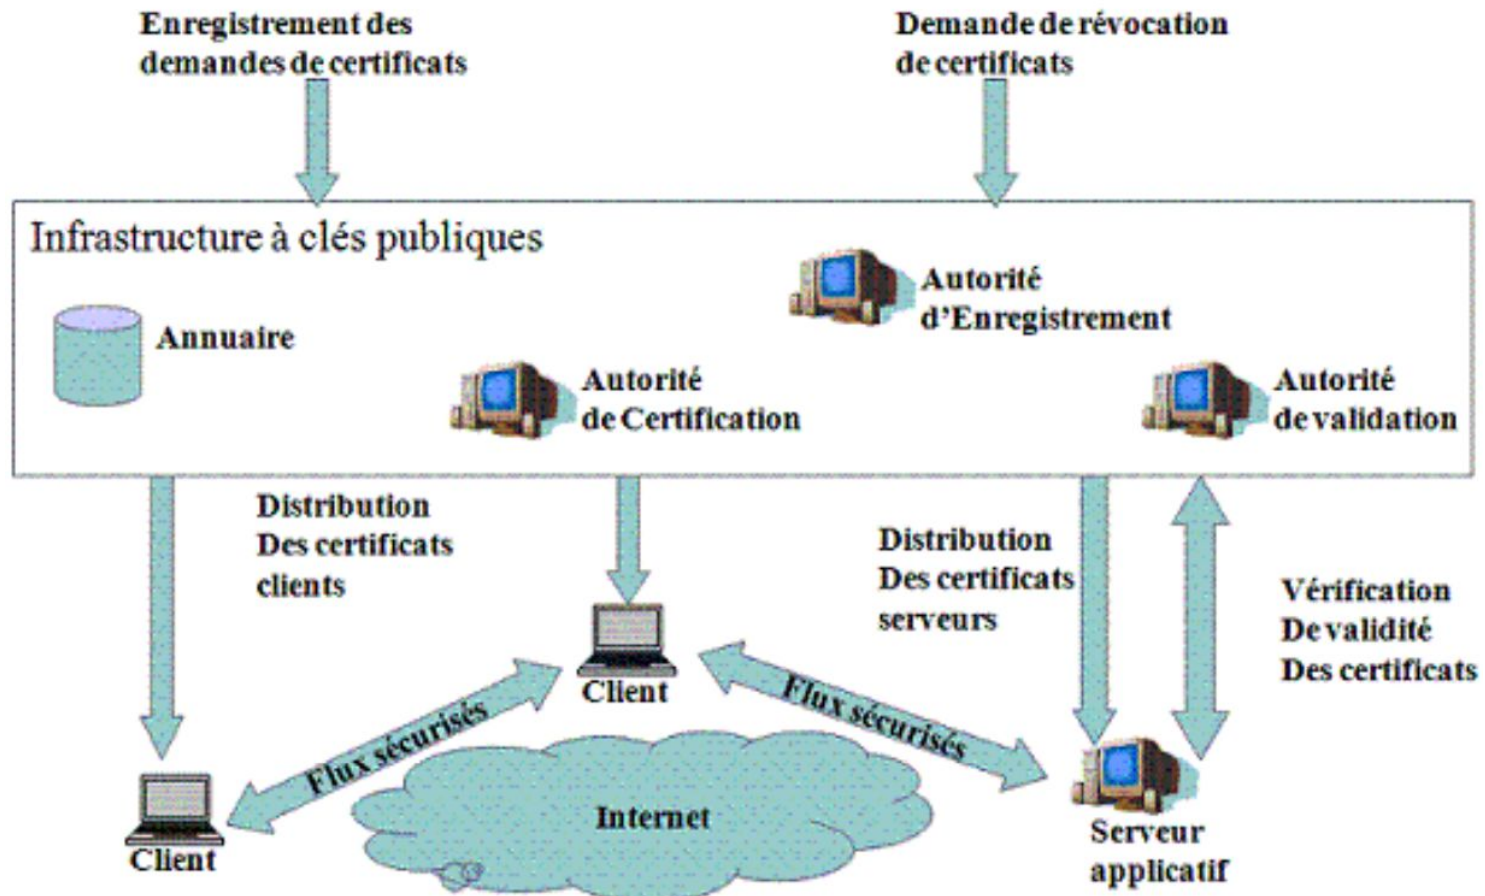 Enregistrement des
demandes de certificats
Demande de révocation
de certificats
Infrastructure à clés publiques
Autorité
d'Enregistrement
Annuaire
Autorité
de Certification
Autorité
de validation
Distribution
Des certificats
clients
Distribution
Des certificats
serveurs
Vérification
De validité
Des certificats
Client
Flux sécurisés
Flux sécurisés
Internet
Client
Serveur
applicatif